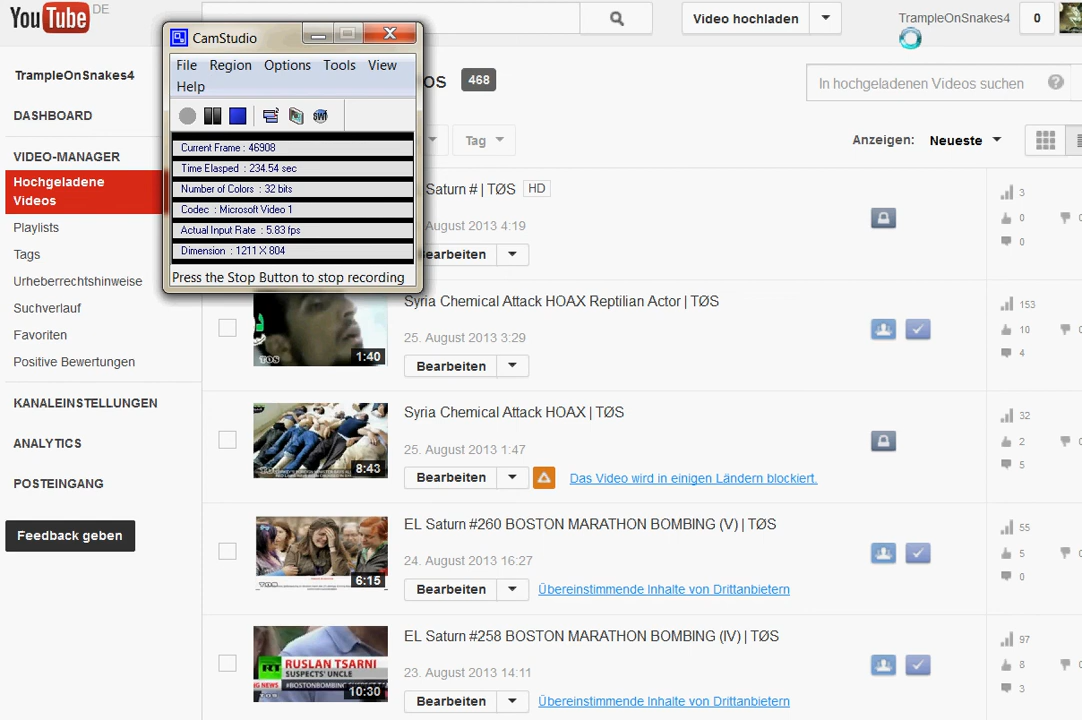 YouTube DE
Video hochladen
TrampleOnSnakes4
0
CamStudio
File Region Options Tools View
Help
Current Frame : 46908
Time Elasped : 234.54 sec
Number of Colors : 32 bits
Codec : Microsoft Video 1
Actual Input Rate : 5.83 fps
Dimension : 1211 X 804
Press the Stop Button to stop recording
TrampleOnSnakes4
DASHBOARD
VIDEO-MANAGER
Hochgeladene
Videos
Playlists
Tags
Urheberrechtshinweise
Suchverlauf
Favoriten
Positive Bewertungen
KANALEINSTELLUNGEN
ANALYTICS
POSTEINGANG
Feedback geben
os 468
In hochgeladenen Videos suchen ?
Tag
Anzeigen: Neueste
Saturn # | TØS HD
August 2013 4:19
earbeiten
3
0
0
0
Syria Chemical Attack HOAX Reptilian Actor | TØS
25. August 2013 3:29
Bearbeiten
TØS
1:40
153
10
4
Syria Chemical Attack HOAX | TØS
25. August 2013 1:47
Bearbeiten
Das Video wird in einigen Ländern blockiert.
8:43
32
2
5
EL Saturn #260 BOSTON MARATHON BOMBING (V) | TØS
24. August 2013 16:27
Bearbeiten
Übereinstimmende Inhalte von Drittanbietern
TØS
6:15
55
5
0
EL Saturn #258 BOSTON MARATHON BOMBING (IV) | TØS
23. August 2013 14:11
Bearbeiten
Übereinstimmende Inhalte von Drittanbietern
RT RUSLAN TSARNI
SUSPECTS' UNCLE
NG NEWS #BOSTONBOMBING
10:30
97
8
3